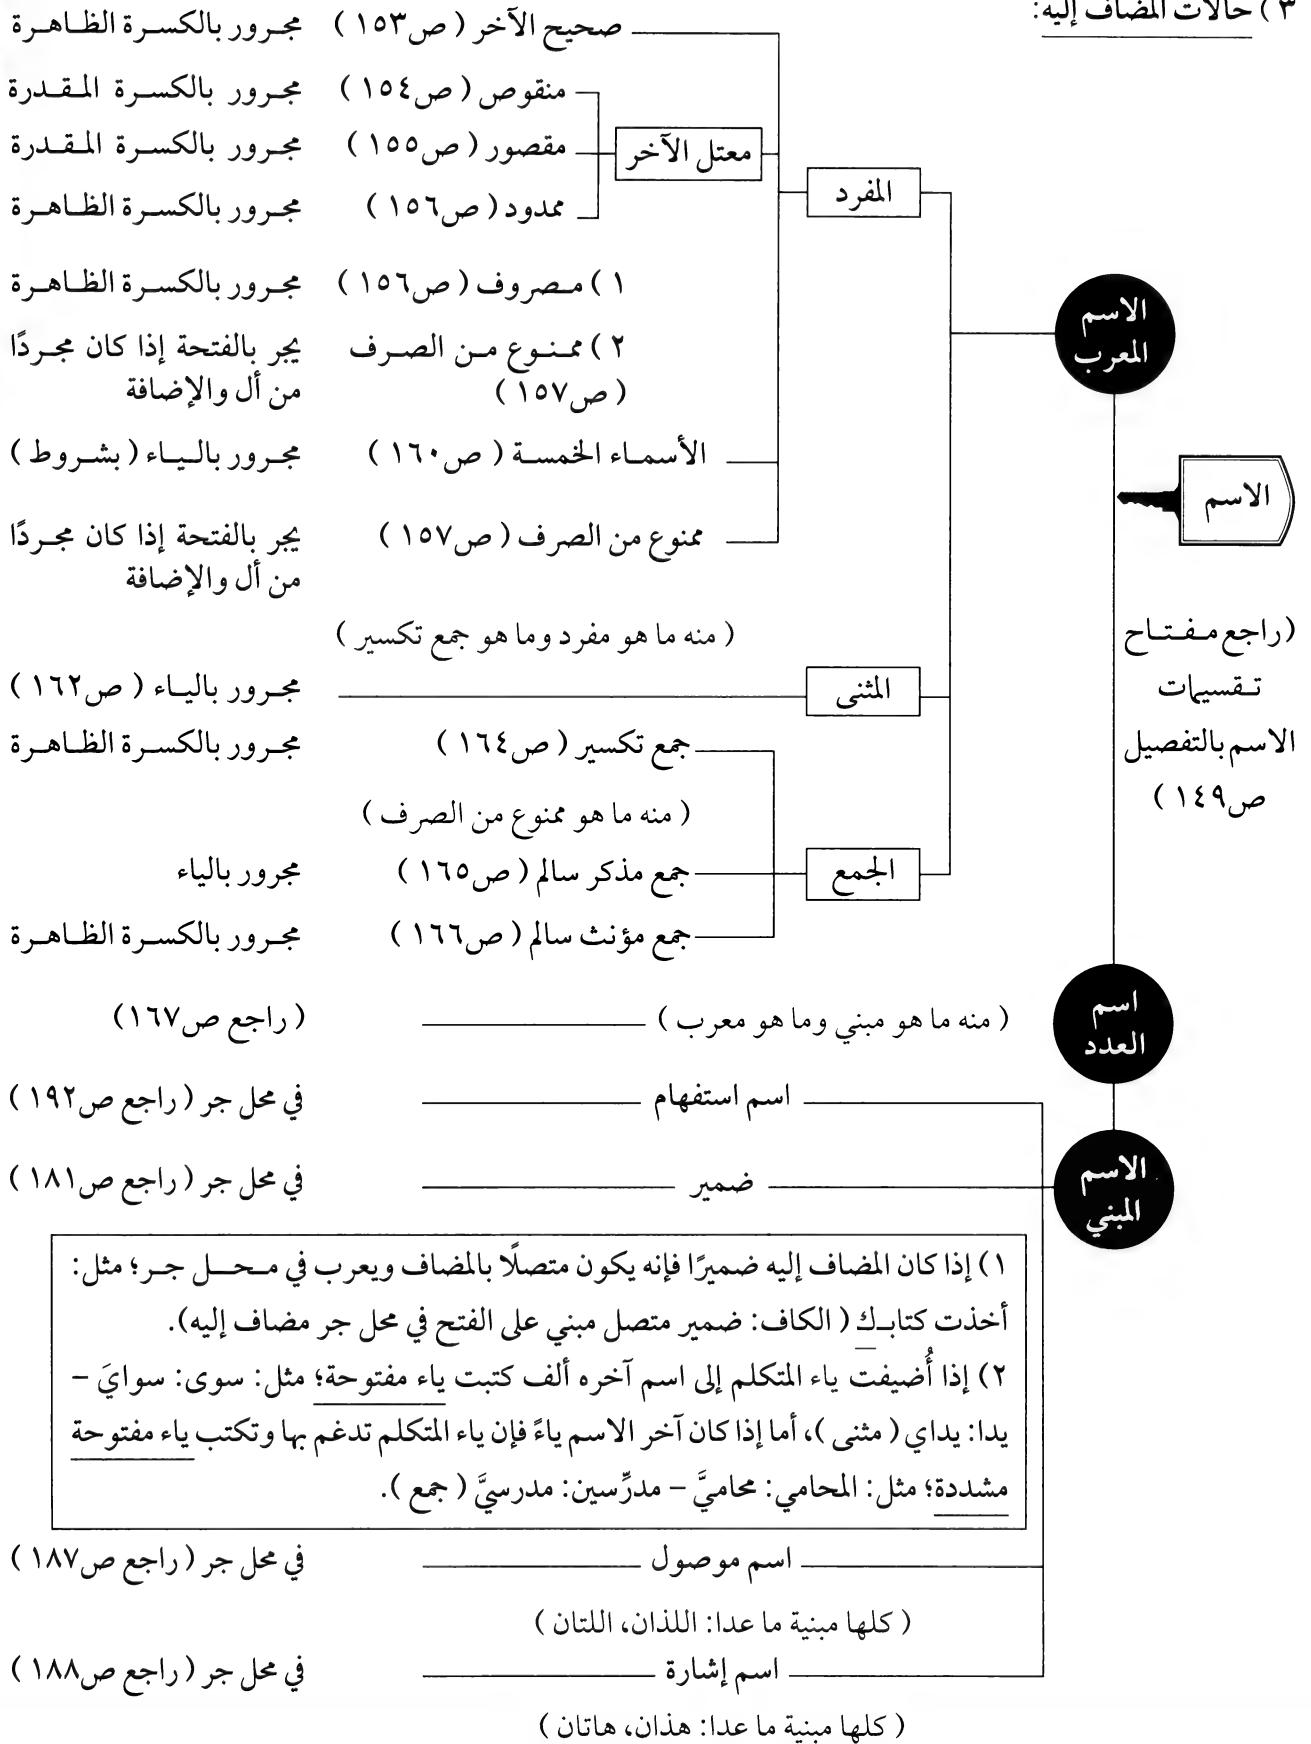 ٣ ) حالات المضاف إليه:
صحيح الآخر ( ص١٥٣ ) مجرور بالكسرة الظاهرة
منقوص ( ص١٥٤ ) مجرور بالكسرة المقدرة
معتل الآخر
مقصور ( ص١٥٥ ) مجرور بالكسرة المقدرة
المفرد
ممدود ( ص١٥٦ ) مجرور بالكسرة الظاهرة
١ ) مصروف ( ص١٥٦ ) مجرور بالكسرة الظاهرة
الاسم
المعرب
٢ ) ممنوع من الصرف يجر بالفتحة إذا كان مجردًا
( ص١٥٧ ) من أل والإضافة
الأسماء الخمسة ( ص١٦٠ ) مجرور بالياء ( بشروط )
الاسم
ممنوع من الصرف ( ص١٥٧ ) يجر بالفتحة إذا كان مجردًا
من أل والإضافة
( منه ما هو مفرد وما هو جمع تكسير )
(راجع مفتاح
تقسيمات
الاسم بالتفصيل
ص١٤٩ )
المثنى مجرور بالياء ( ص١٦٢ )
جمع تكسير ( ص١٦٤ ) مجرور بالكسرة الظاهرة
( منه ما هو ممنوع من الصرف )
الجمع
جمع مذكر سالم ( ص١٦٥ ) مجرور بالياء
جمع مؤنث سالم ( ص١٦٦ ) مجرور بالكسرة الظاهرة
اسم
العدد
( منه ما هو مبني وما هو معرب ) ( راجع ص١٦٧)
اسم استفهام في محل جر ( راجع ص١٩٢ )
الاسم
المبني
ضمير في محل جر ( راجع ص١٨١ )
١) إذا كان المضاف إليه ضميرًا فإنه يكون متصلًا بالمضاف ويعرب في محل جر؛ مثل:
أخذت كتابك ( الكاف: ضمير متصل مبني على الفتح في محل جر مضاف إليه).
٢) إذا أُضيفت ياء المتكلم إلى اسم آخره ألف كتبت ياء مفتوحة؛ مثل: سوى: سوايَ –
يدا: يداي ( مثنى )، أما إذا كان آخر الاسم ياءً فإن ياء المتكلم تدغم بها وتكتب ياء مفتوحة
مشددة؛ مثل: المحامي: محاميَّ – مدرِّسين: مدرسيَّ ( جمع ).
اسم موصول في محل جر ( راجع ص١٨٧ )
( كلها مبنية ما عدا: اللذان، اللتان )
اسم إشارة في محل جر ( راجع ص١٨٨ )
( كلها مبنية ما عدا: هذان، هاتان )